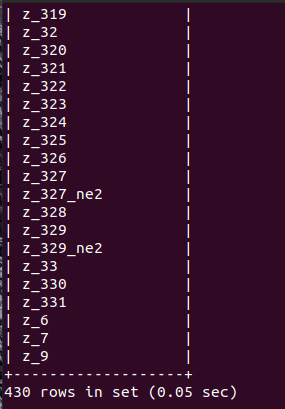 | z_319 |
| z_32 |
| z_320 |
| z_321 |
| z_322 |
| z_323 |
| z_324 |
| z_325 |
| z_326 |
| z_327 |
| z_327_ne2 |
| z_328 |
| z_329 |
| z_329_ne2 |
| z_33 |
| z_330 |
| z_331 |
| z_6 |
| z_7 |
| z_9 |
+--------------------+
430 rows in set (0.05 sec)